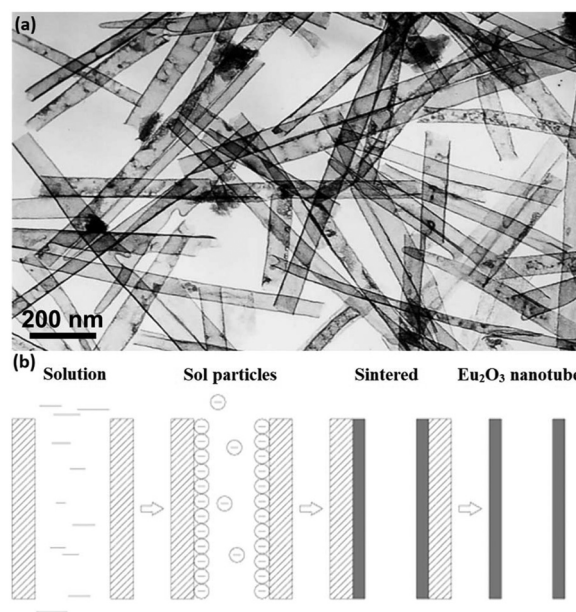 (a)
200 nm
(b)
Solution Sol particles Sintered Eu₂O₃ nanotube